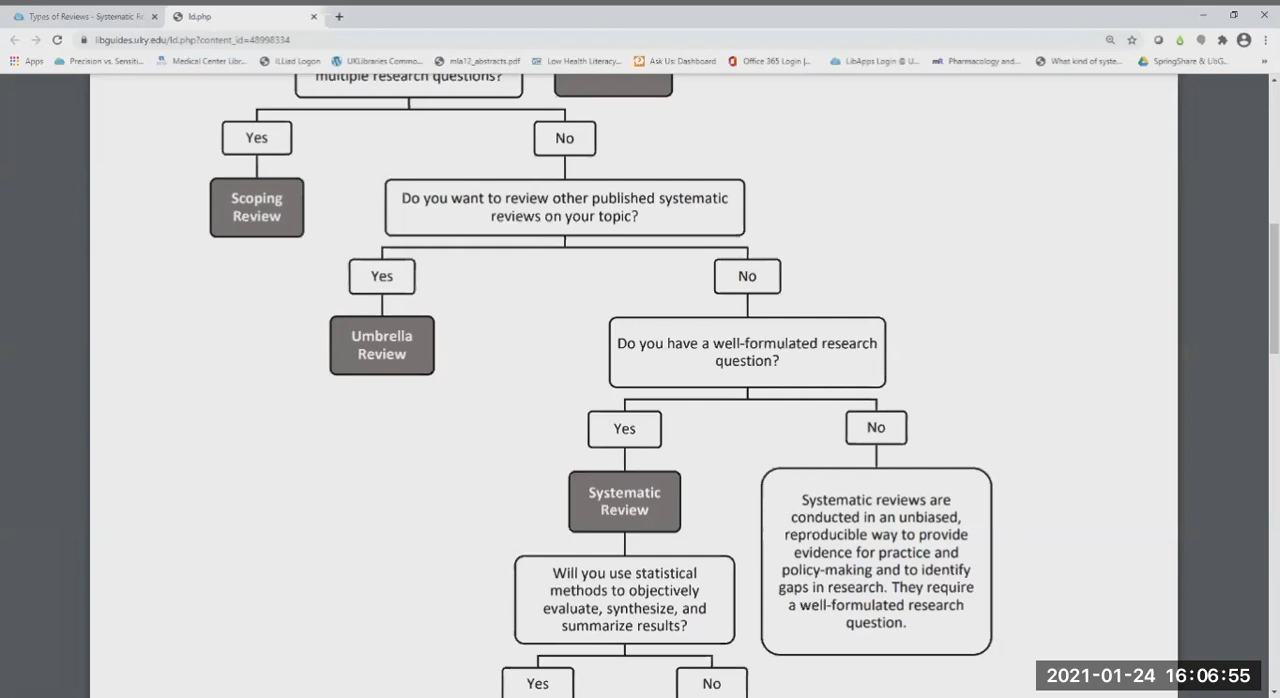 Types of Reviews - Systematic Re
ld.php
libguides.uky.edu/ld.php?content_id=48998334
Apps
Precision vs. Sensiti...
Medical Center Libr...
ILLiad Logon
UKLibraries Commo...
mla12_abstracts.pdf
Low Health Literacy...
Ask Us: Dashboard
Office 365 Login |...
LibApps Login @ U...
Pharmacology and...
What kind of syste...
SpringShare & LibG...
multiple research questions?
Yes
No
Scoping
Review
Do you want to review other published systematic
reviews on your topic?
Yes
No
Umbrella
Review
Do you have a well-formulated research
question?
Yes
No
Systematic
Review
Systematic reviews are
conducted in an unbiased,
reproducible way to provide
evidence for practice and
policy-making and to identify
gaps in research. They require
a well-formulated research
question.
Will you use statistical
methods to objectively
evaluate, synthesize, and
summarize results?
Yes
No
2021-01-24 16:06:55